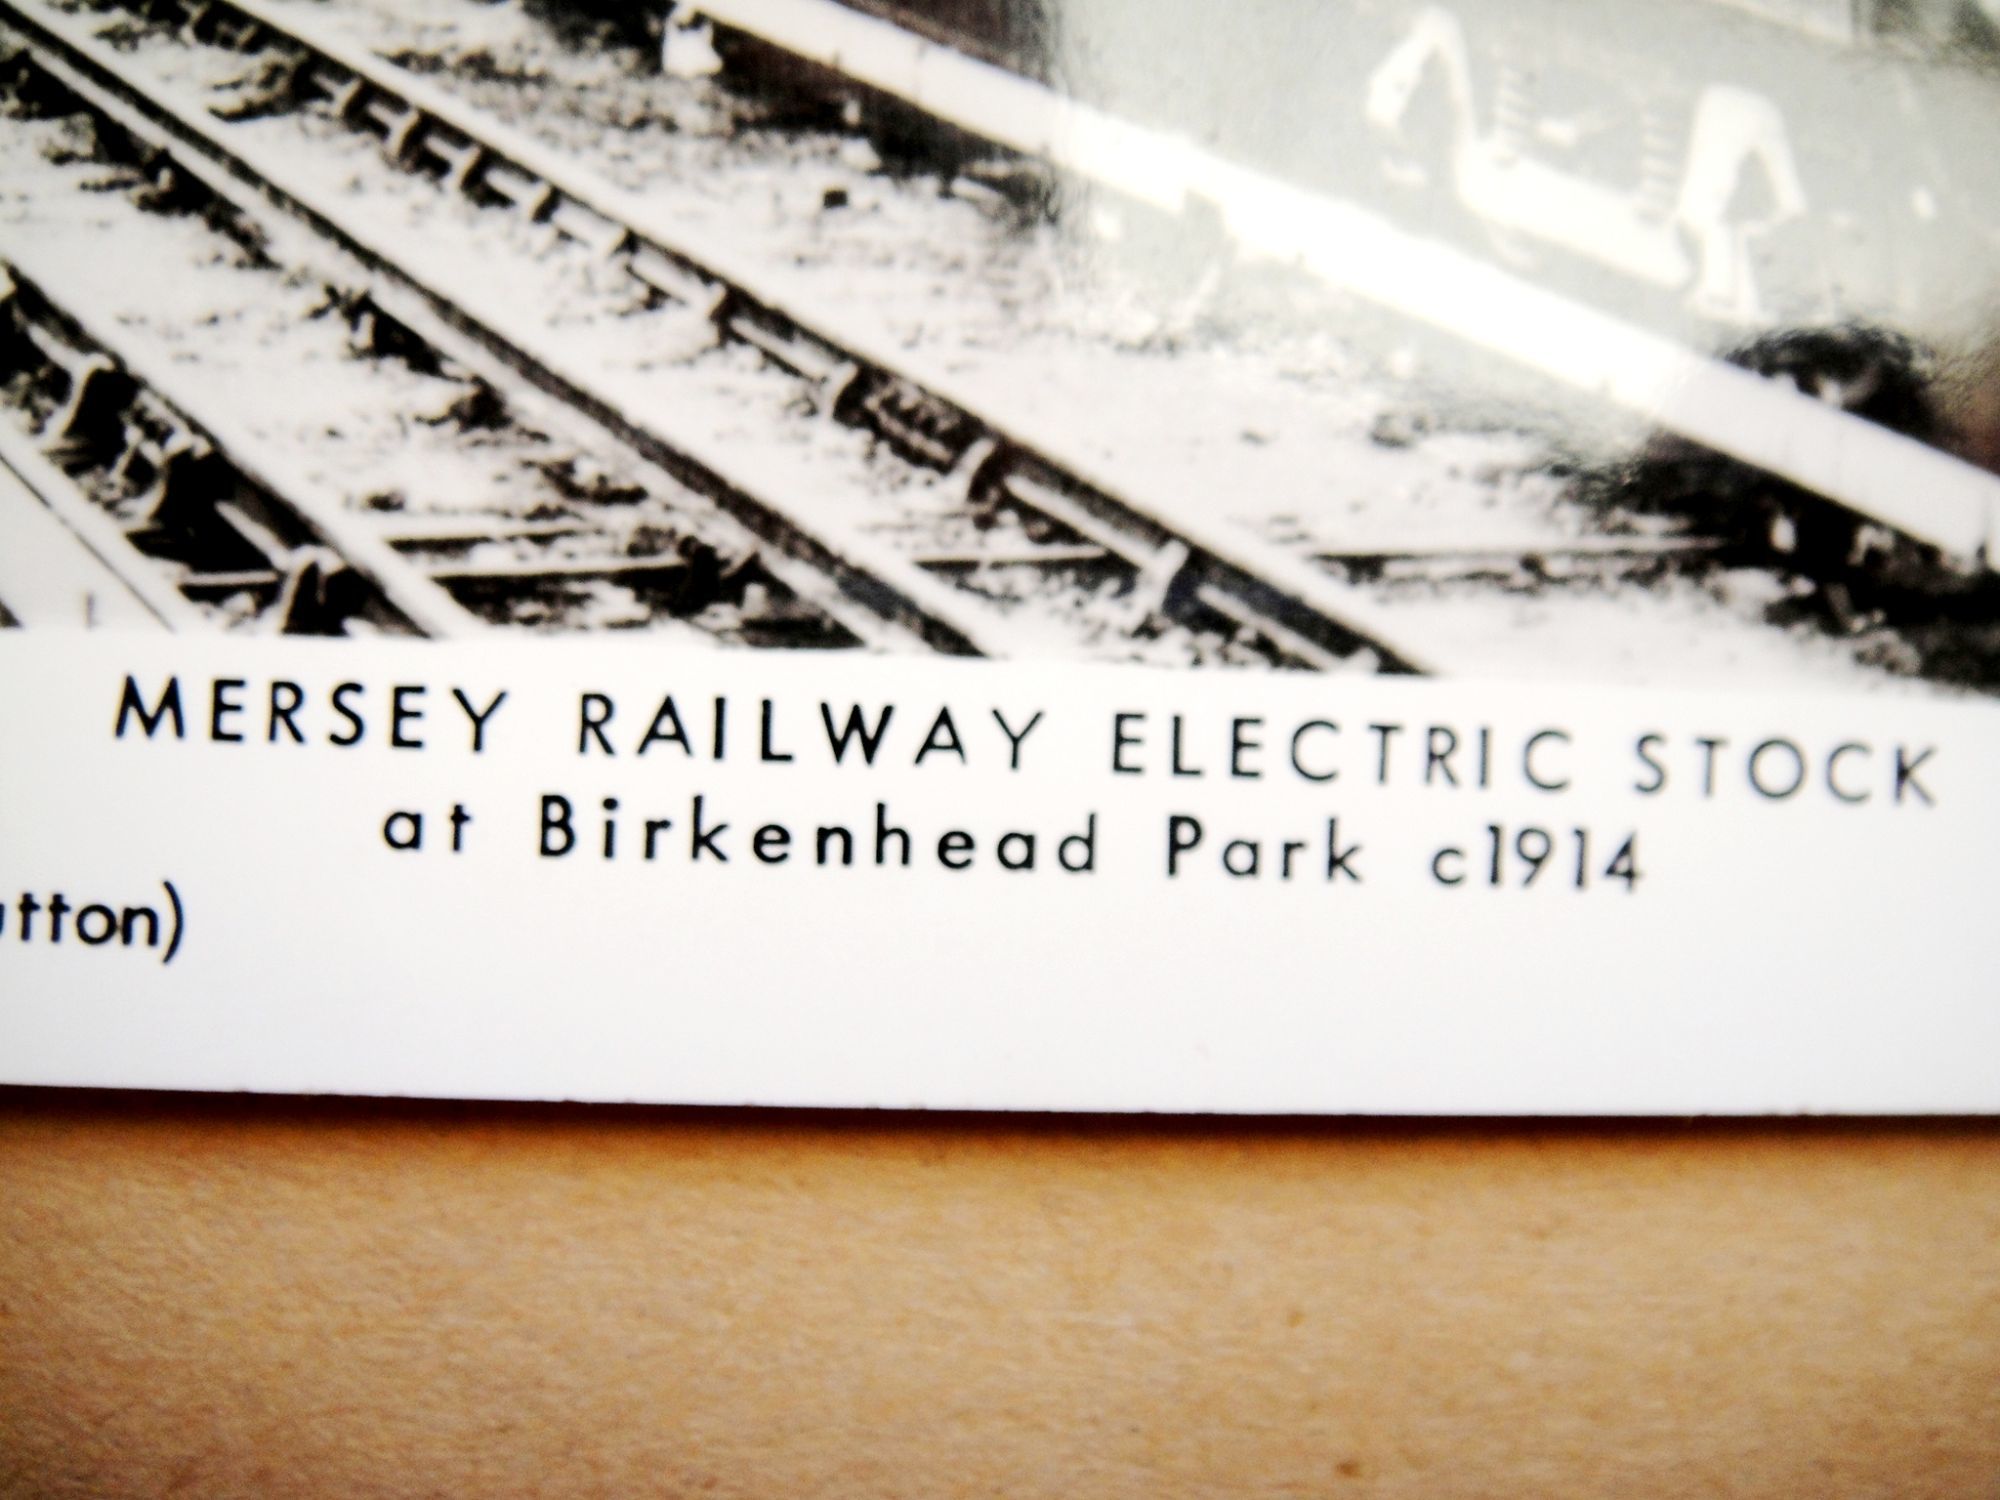 MERSEY RAILWAY ELECTRIC STOCK
at Birkenhead Park c1914